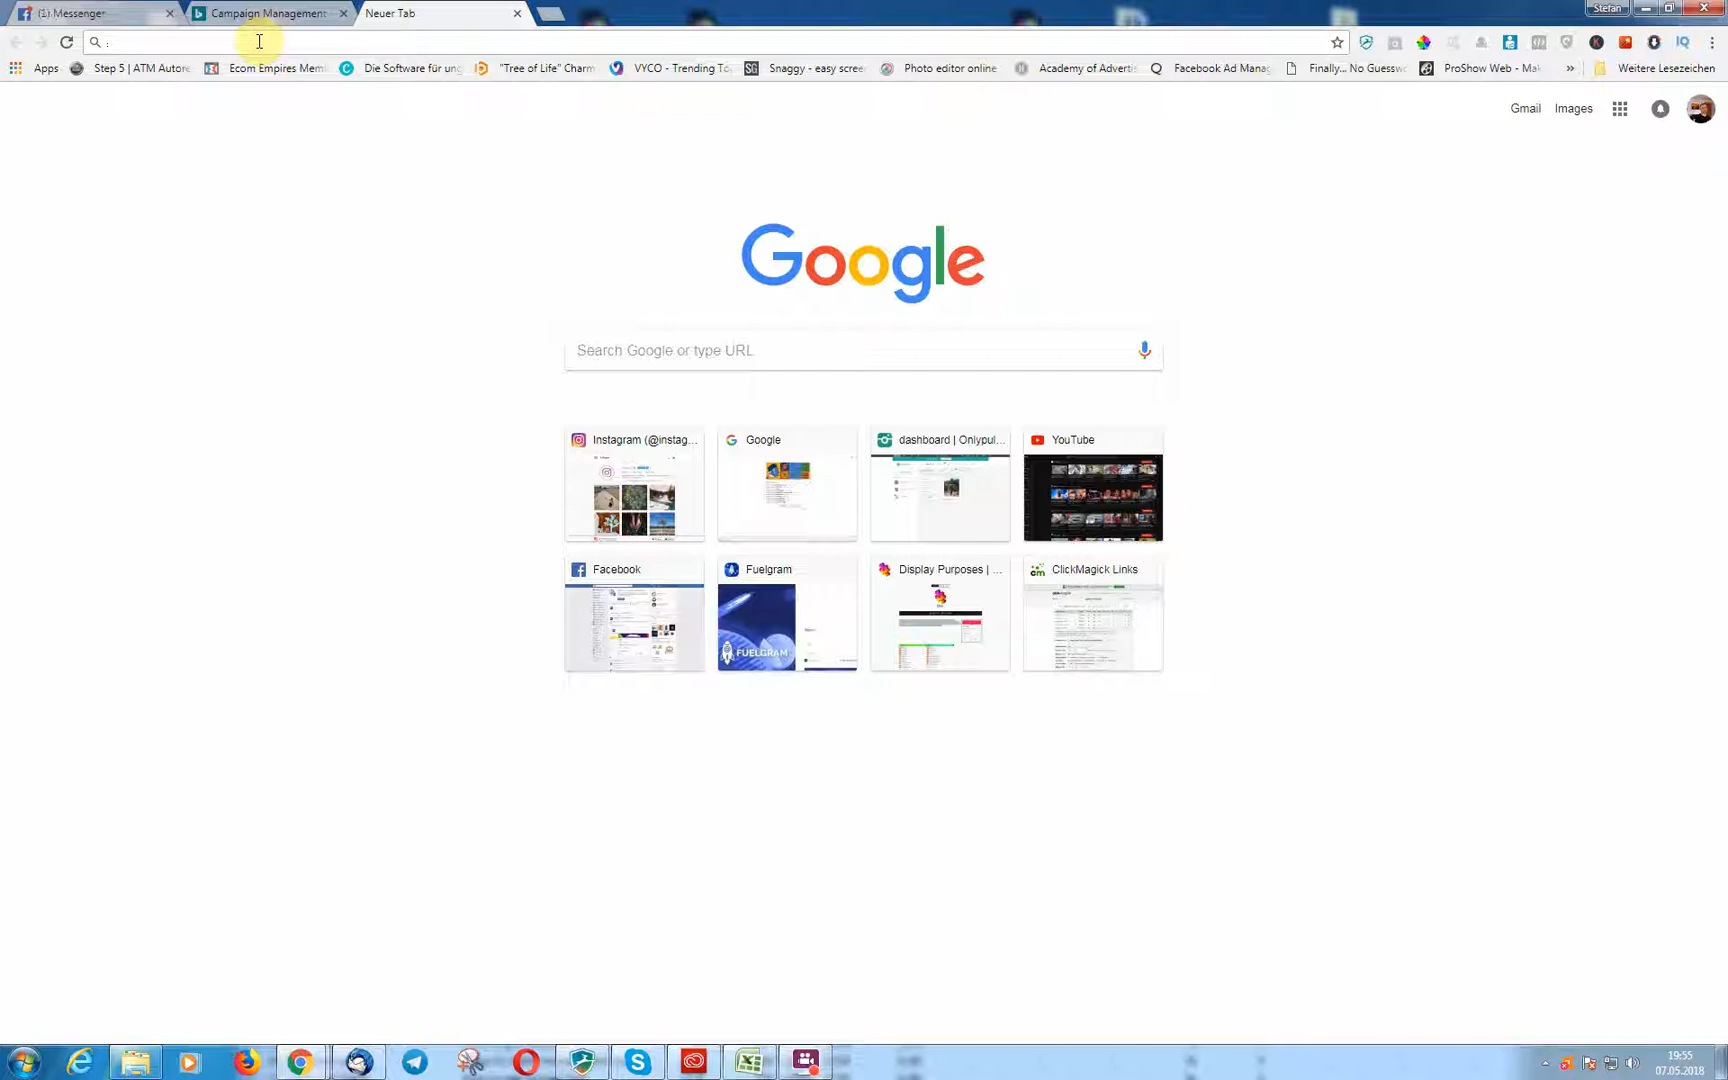 (1) Messenger
Campaign Management
Neuer Tab
Stefan
:
Apps
Step 5 | ATM Autore
Ecom Empires Mem
Die Software für un
"Tree of Life" Charm
VYCO - Trending To
SG
Snaggy - easy scree
Photo editor online
Academy of Adverti
Facebook Ad Manag
Finally... No Guessw
ProShow Web - Mak
»
Weitere Lesezeichen
Gmail
Images
Google
Search Google or type URL
Instagram (@instag...
Google
dashboard | Onlypul...
YouTube
Facebook
Fuelgram
Display Purposes | ...
ClickMagick Links
FUELGRAM
19:55
07.05.2018